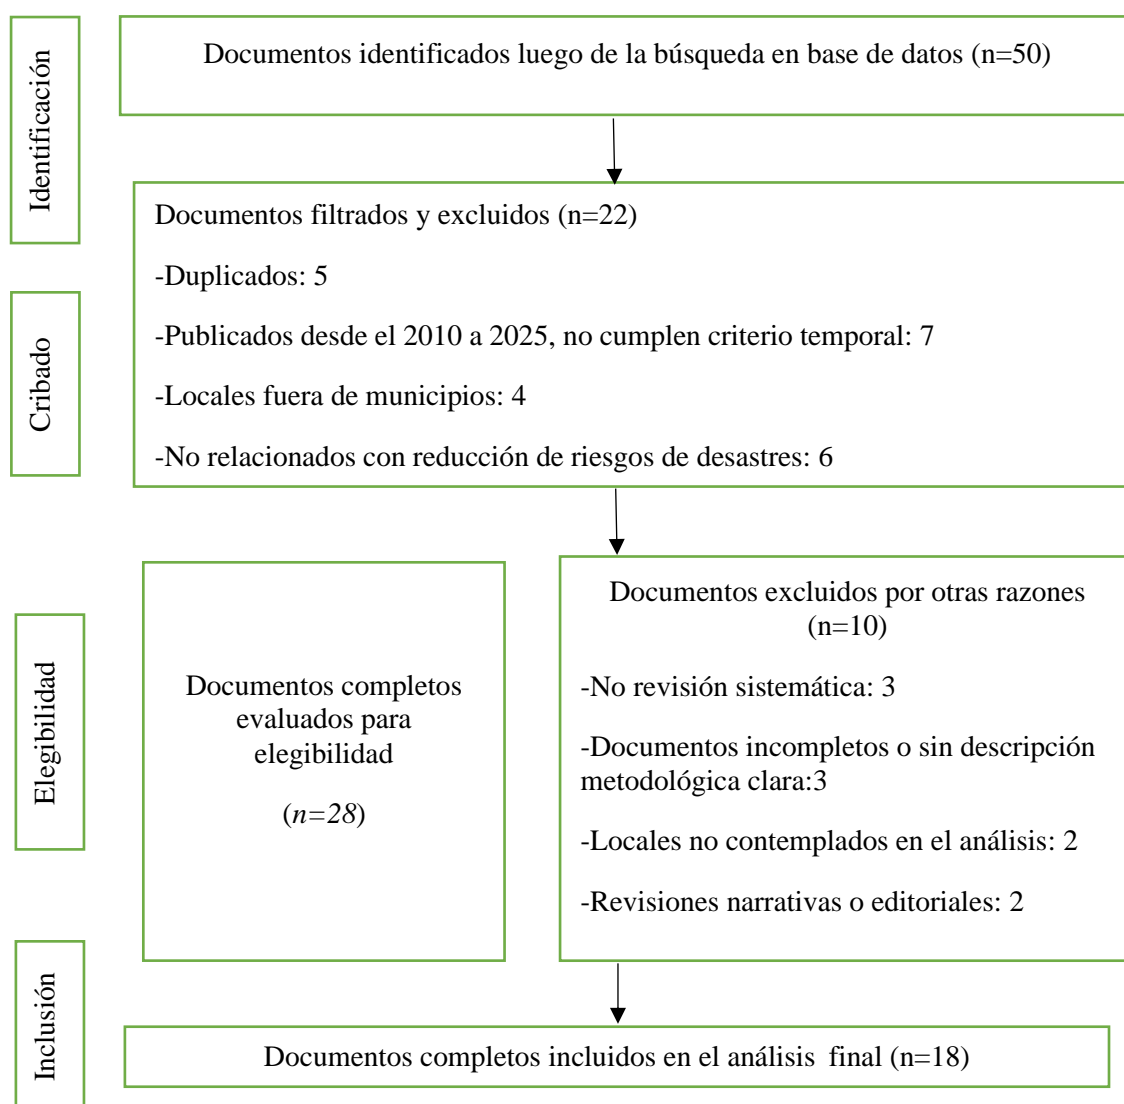 Identificación
Documentos identificados luego de la búsqueda en base de datos (n=50)
Cribado
Documentos filtrados y excluidos (n=22)
-Duplicados: 5
-Publicados desde el 2010 a 2025, no cumplen criterio temporal: 7
-Locales fuera de municipios: 4
-No relacionados con reducción de riesgos de desastres: 6
Elegibilidad
Documentos completos
evaluados para
elegibilidad
(n=28)
Documentos excluidos por otras razones
(n=10)
-No revisión sistemática: 3
-Documentos incompletos o sin descripción
metodológica clara:3
-Locales no contemplados en el análisis: 2
-Revisiones narrativas o editoriales: 2
Inclusión
Documentos completos incluidos en el análisis final (n=18)